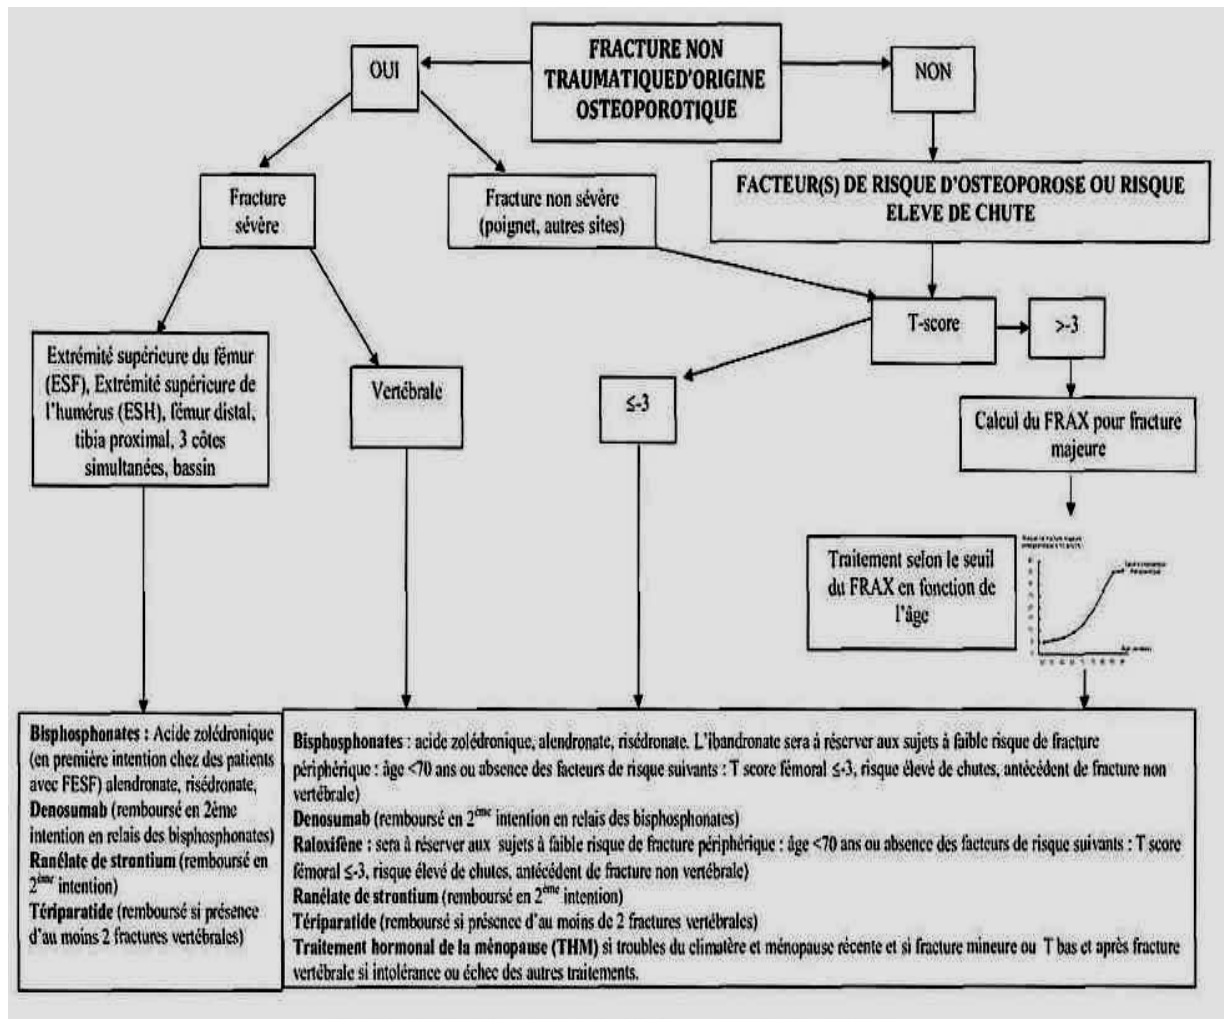 FRACTURE NON
TRAUMATIQUED'ORIGINE
OSTEOPOROTIQUE
OUI
NON
FACTEUR(S) DE RISQUE D'OSTEOPOROSE OU RISQUE
ELEVE DE CHUTE
Fracture
sévère
Fracture non sévère
(poignet, autres sites)
T-score
>-3
Extrémité supérieure du fémur
(ESF), Extrémité supérieure de
l'humérus (ESH), fémur distal,
tibia proximal, 3 côtes
simultanées, bassin
Vertébrale
≤-3
Calcul du FRAX pour fracture
majeure
Traitement selon le seuil
du FRAX en fonction de
l'âge
Bisphosphonates : Acide zolédronique
(en première intention chez des patients
avec FESF) alendronate, risédronate,
Denosumab (remboursé en 2ème
intention en relais des bisphosphonates)
Ranélate de strontium (remboursé en
2ème intention)
Tériparatide (remboursé si présence
d'au moins 2 fractures vertébrales)
Bisphosphonates : acide zolédronique, alendronate, risédronate. L'ibandronate sera à réserver aux sujets à faible risque de fracture
périphérique : âge <70 ans ou absence des facteurs de risque suivants : T score fémoral ≤-3, risque élevé de chutes, antécédent de fracture non
vertébrale)
Denosumab (remboursé en 2ème intention en relais des bisphosphonates)
Raloxifène : sera à réserver aux sujets à faible risque de fracture périphérique : âge <70 ans ou absence des facteurs de risque suivants : T score
fémoral ≤-3, risque élevé de chutes, antécédent de fracture non vertébrale)
Ranélate de strontium (remboursé en 2ème intention)
Tériparatide (remboursé si présence d'au moins de 2 fractures vertébrales)
Traitement hormonal de la ménopause (THM) si troubles du climatère et ménopause récente et si fracture mineure ou T bas et après fracture
vertébrale si intolérance ou échec des autres traitements.